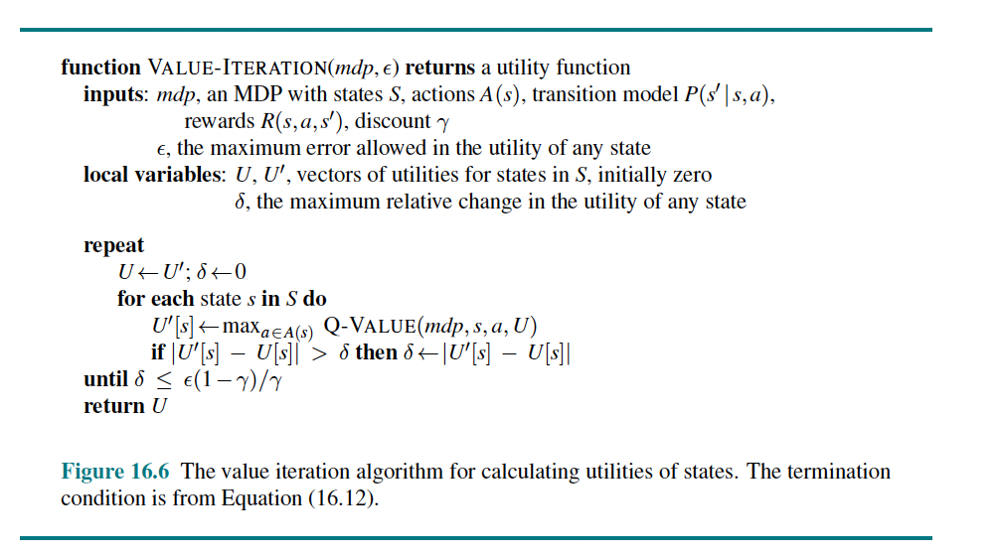 function VALUE-ITERATION(mdp, ϵ) returns a utility function
inputs: mdp, an MDP with states S, actions A(s), transition model P(s′ | s, a),
rewards R(s, a, s′), discount γ
ϵ, the maximum error allowed in the utility of any state
local variables: U, U′, vectors of utilities for states in S, initially zero
δ, the maximum relative change in the utility of any state
repeat
U ← U′; δ ← 0
for each state s in S do
U′[s] ← max a∈A(s) Q-VALUE(mdp, s, a, U)
if |U′[s] − U[s]| > δ then δ ← |U′[s] − U[s]|
until δ ≤ ϵ(1−γ)/γ
return U
Figure 16.6 The value iteration algorithm for calculating utilities of states. The termination
condition is from Equation (16.12).